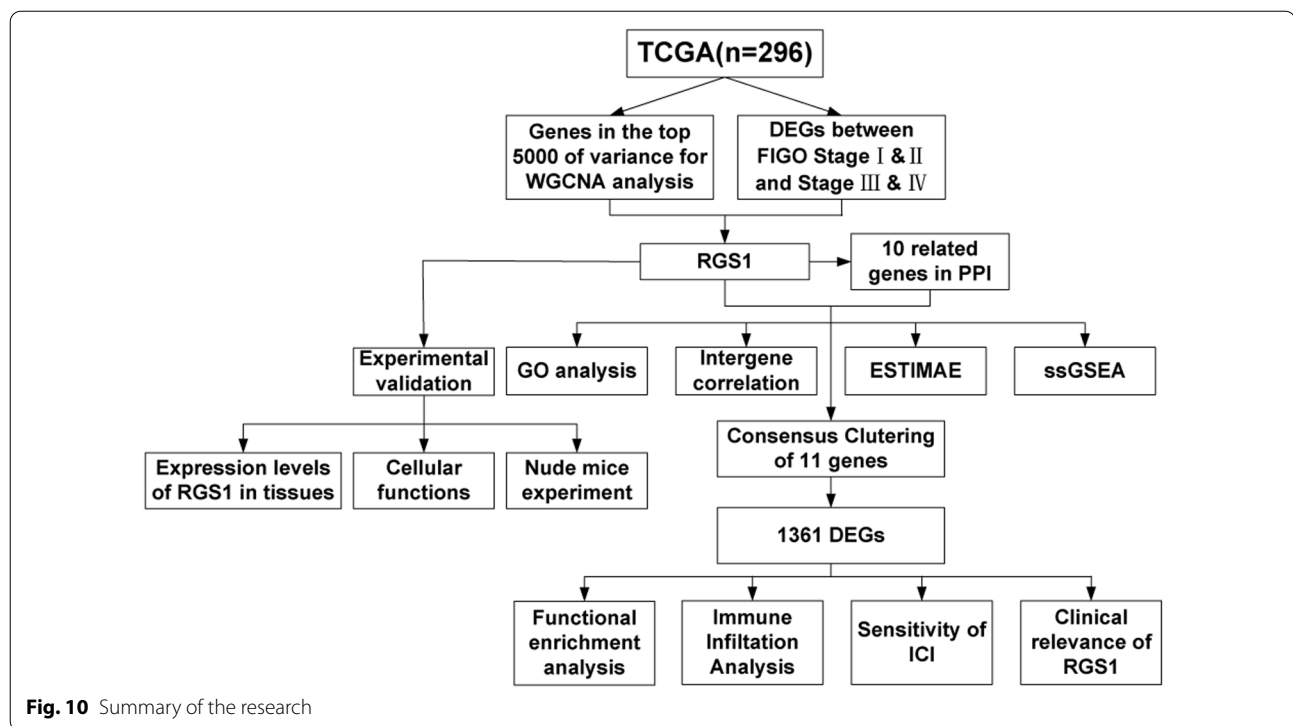 TCGA(n=296)
Genes in the top
5000 of variance for
WGCNA analysis
DEGs between
FIGO Stage Ⅰ & Ⅱ
and Stage Ⅲ & Ⅳ
RGS1
10 related
genes in PPI
Experimental
validation
GO analysis
Intergene
correlation
ESTIMAE
ssGSEA
Expression levels
of RGS1 in tissues
Cellular
functions
Nude mice
experiment
Consensus Clutering
of 11 genes
1361 DEGs
Functional
enrichment
analysis
Immune
Infiltation
Analysis
Sensitivity of
ICI
Clinical
relevance of
RGS1
Fig. 10 Summary of the research